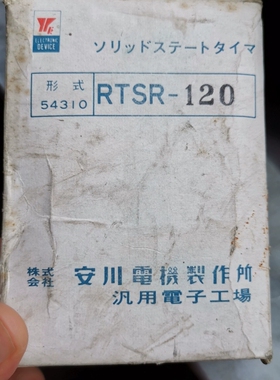 ELECTRONIC
DEVICE
ソリッドステートタイマ
形式
54310
RTSR-120
株式
会社
安川電機製作所
汎用電子工場